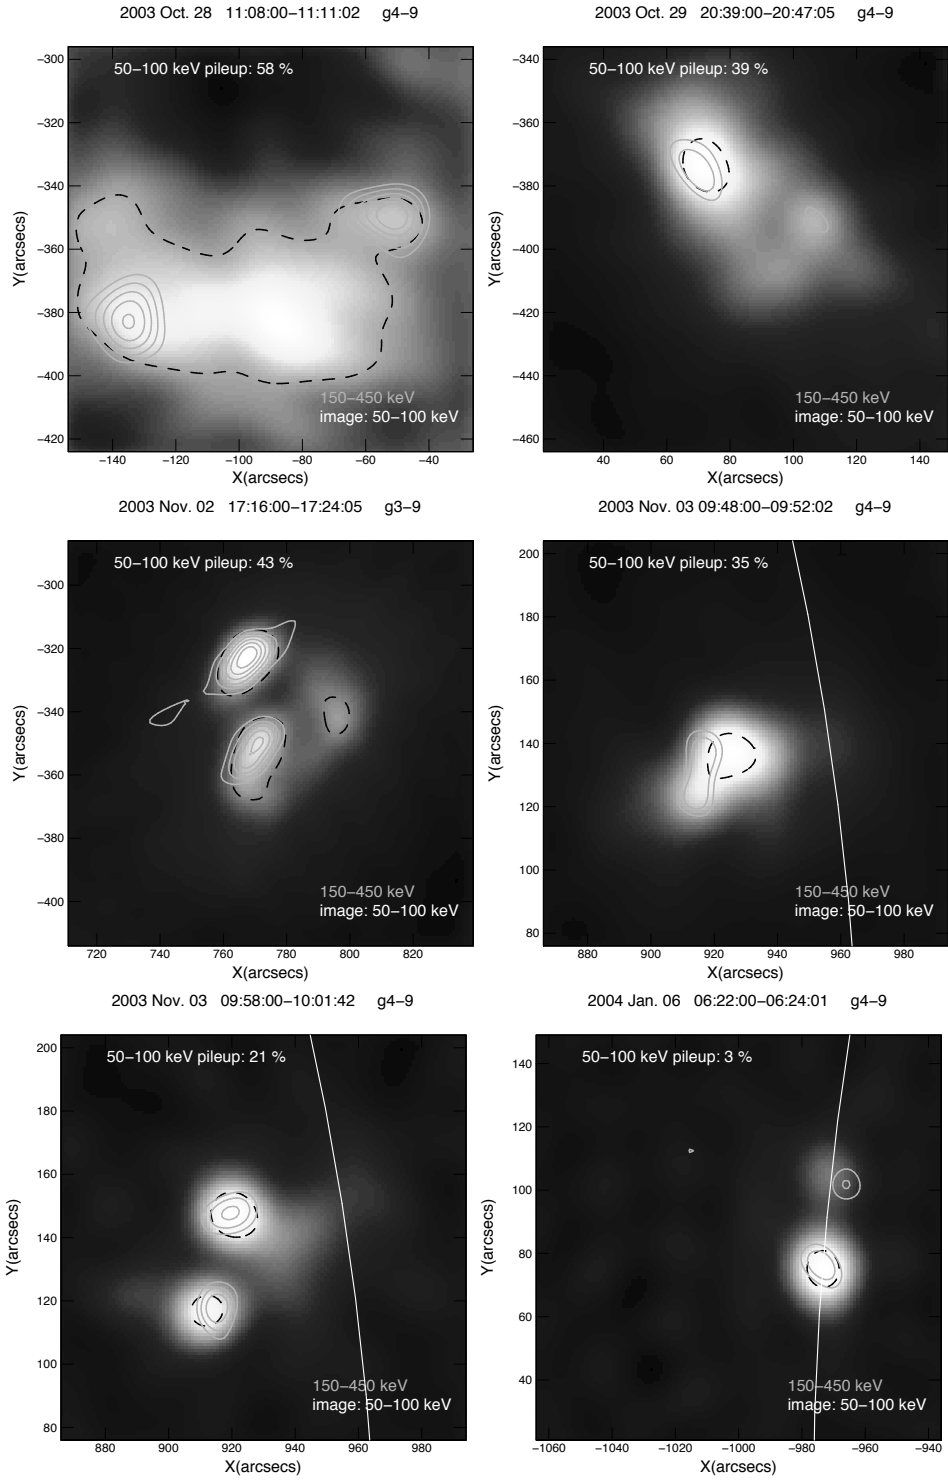 2003 Oct. 28 11:08:00–11:11:02 g4–9
50–100 keV pileup: 58 %
Y(arcsecs)
−300
−320
−340
−360
−380
−400
−420
150–450 keV
image: 50–100 keV
−140 −120 −100 −80 −60 −40
X(arcsecs)
2003 Oct. 29 20:39:00–20:47:05 g4–9
50–100 keV pileup: 39 %
Y(arcsecs)
−340
−360
−380
−400
−420
−440
−460
150–450 keV
image: 50–100 keV
40 60 80 100 120 140
X(arcsecs)
2003 Nov. 02 17:16:00–17:24:05 g3–9
50–100 keV pileup: 43 %
Y(arcsecs)
−300
−320
−340
−360
−380
−400
150–450 keV
image: 50–100 keV
720 740 760 780 800 820
X(arcsecs)
2003 Nov. 03 09:48:00–09:52:02 g4–9
50–100 keV pileup: 35 %
Y(arcsecs)
200
180
160
140
120
100
80
150–450 keV
image: 50–100 keV
880 900 920 940 960 980
X(arcsecs)
2003 Nov. 03 09:58:00–10:01:42 g4–9
50–100 keV pileup: 21 %
Y(arcsecs)
200
180
160
140
120
100
80
150–450 keV
image: 50–100 keV
880 900 920 940 960 980
X(arcsecs)
2004 Jan. 06 06:22:00–06:24:01 g4–9
50–100 keV pileup: 3 %
Y(arcsecs)
140
120
100
80
60
40
150–450 keV
image: 50–100 keV
−1060 −1040 −1020 −1000 −980 −960 −940
X(arcsecs)